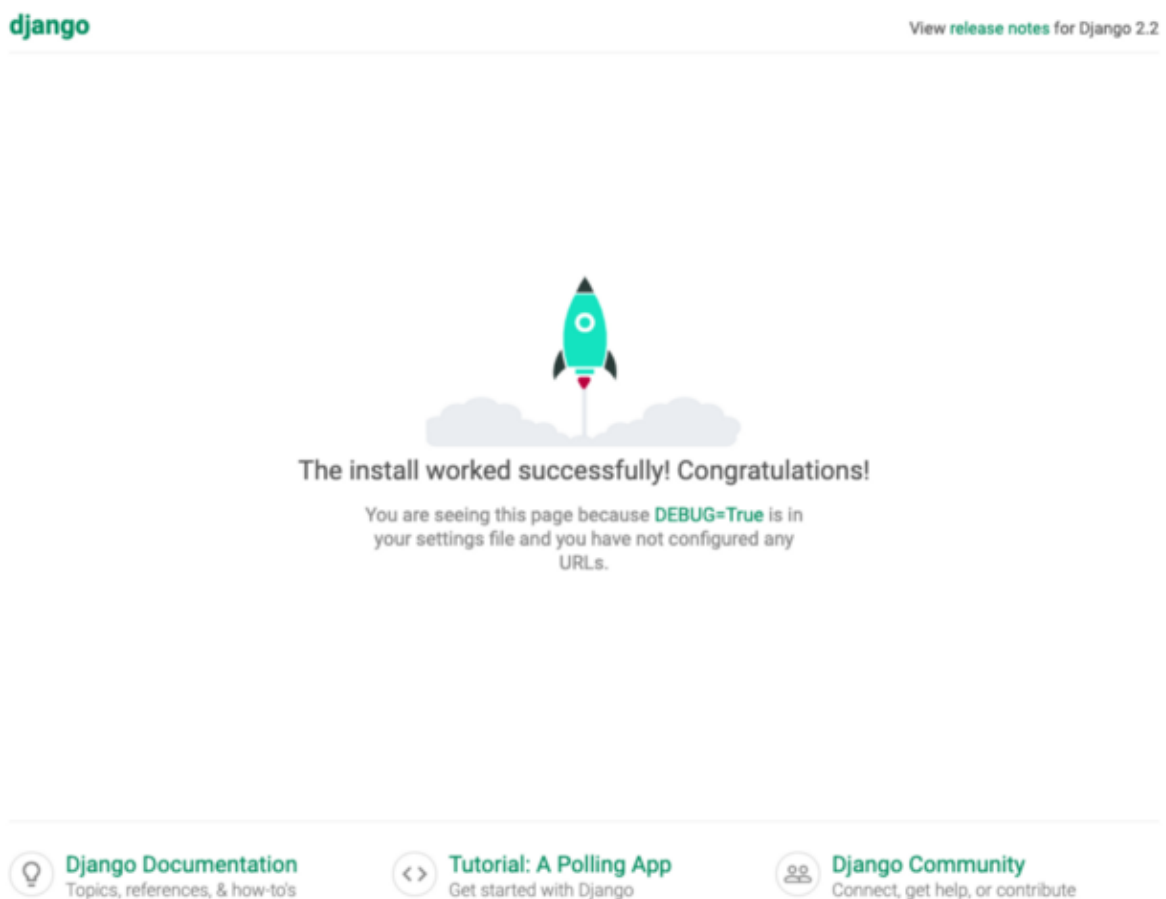 django
View release notes for Django 2.2
The install worked successfully! Congratulations!
You are seeing this page because DEBUG=True is in
your settings file and you have not configured any
URLs.
Django Documentation
Topics, references, & how-to's
Tutorial: A Polling App
Get started with Django
Django Community
Connect, get help, or contribute